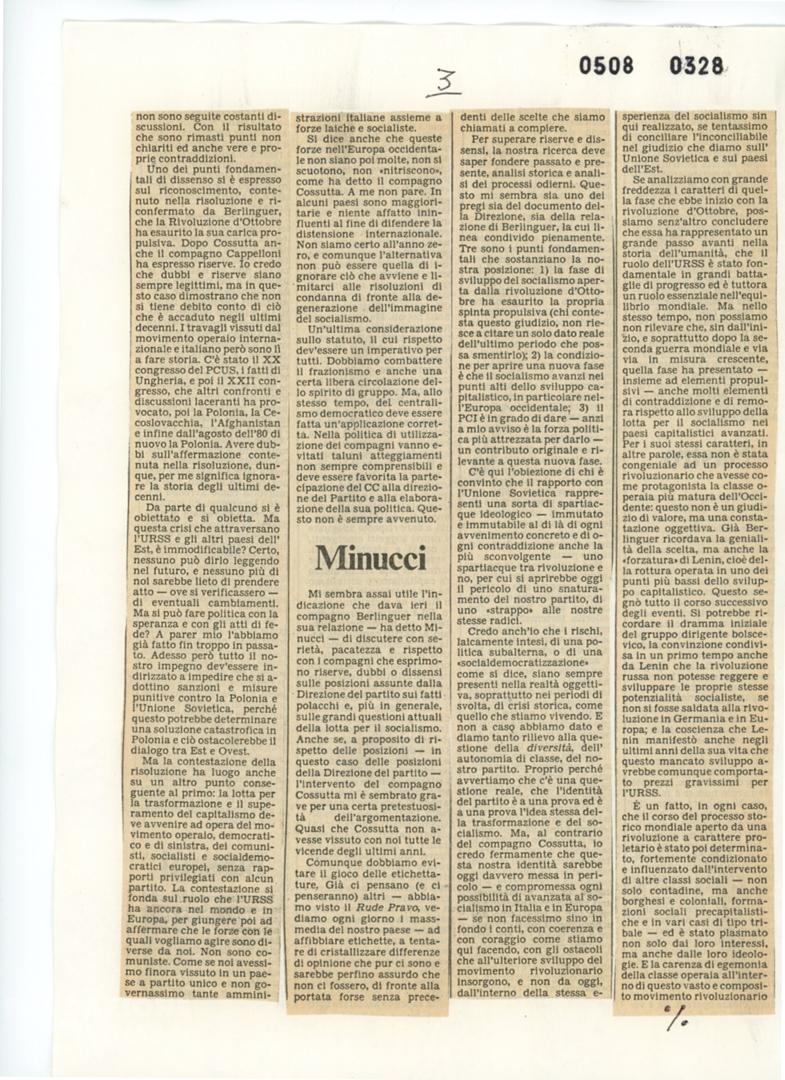 0508 0328
3
non sono seguite costanti di-
scussioni. Con il risultato
che sono rimasti punti non
chiariti ed anche vere e pro-
prie contraddizioni.
Uno dei punti fondamen-
tali di dissenso si è espresso
sul riconoscimento, conte-
nuto nella risoluzione e ri-
confermato da Berlinguer,
che la Rivoluzione d'Ottobre
ha esaurito la sua carica pro-
pulsiva. Dopo Cossutta an-
che il compagno Cappelloni
ha espresso riserve. Io credo
che dubbi e riserve siano
sempre legittimi, ma in que-
sto caso dimostrano che non
si tiene debito conto di ciò
che è accaduto negli ultimi
decenni. I travagli vissuti dal
movimento operaio interna-
zionale e italiano però sono lì
a fare storia. C'è stato il XX
congresso del PCUS, i fatti di
Ungheria, e poi il XXII con-
gresso, che altri confronti e
discussioni laceranti ha pro-
vocato, poi la Polonia, la Ce-
coslovacchia, l'Afghanistan
e infine dall'agosto dell'80 di
nuovo la Polonia. Avere dub-
bi sull'affermazione conte-
nuta nella risoluzione, dun-
que, per me significa ignora-
re la storia degli ultimi de-
cenni.
Da parte di qualcuno si è
obiettato e si obietta. Ma
questa crisi che attraversano
l'URSS e gli altri paesi dell'
Est, è immodificabile? Certo,
nessuno può dirlo leggendo
nel futuro, e nessuno più di
noi sarebbe lieto di prendere
atto — ove si verificassero —
di eventuali cambiamenti.
Ma si può fare politica con la
speranza e con gli atti di fe-
de? A parer mio l'abbiamo
già fatto fin troppo in passa-
to. Adesso però tutto il no-
stro impegno dev'essere in-
dirizzato a impedire che si a-
dottino sanzioni e misure
punitive contro la Polonia e
l'Unione Sovietica, perché
questo potrebbe determinare
una soluzione catastrofica in
Polonia e ciò ostacolerebbe il
dialogo tra Est e Ovest.
Ma la contestazione della
risoluzione ha luogo anche
su un altro punto conse-
guente al primo: la lotta per
la trasformazione e il supe-
ramento del capitalismo de-
ve avvenire ad opera del mo-
vimento operaio, democrati-
co e di sinistra, dei comuni-
sti, socialisti e socialdemo-
cratici europei, senza rap-
porti privilegiati con alcun
partito. La contestazione si
fonda sul ruolo che l'URSS
ha ancora nel mondo e in
Europa, per giungere poi ad
affermare che le forze con le
quali vogliamo agire sono di-
verse da noi. Non sono co-
muniste. Come se noi avessi-
mo finora vissuto in un pae-
se a partito unico e non go-
vernassimo tante ammini-
strazioni italiane assieme a
forze laiche e socialiste.
Si dice anche che queste
forze nell'Europa occidenta-
le non siano poi molte, non si
scuotono, non «nitriscono»,
come ha detto il compagno
Cossutta. A me non pare. In
alcuni paesi sono maggiori-
tarie e niente affatto inin-
fluenti al fine di difendere la
distensione internazionale.
Non siamo certo all'anno ze-
ro, e comunque l'alternativa
non può essere quella di i-
gnorare ciò che avviene e li-
mitarci alle risoluzioni di
condanna di fronte alla de-
generazione dell'immagine
del socialismo.
Un'ultima considerazione
sullo statuto, il cui rispetto
dev'essere un imperativo per
tutti. Dobbiamo combattere
il frazionismo e anche una
certa libera circolazione del-
lo spirito di gruppo. Ma, allo
stesso tempo, del centrali-
smo democratico deve essere
fatta un'applicazione corret-
ta. Nella politica di utilizza-
zione dei compagni vanno e-
vitati taluni atteggiamenti
non sempre comprensibili e
deve essere favorita la parte-
cipazione del CC alla direzio-
ne del Partito e alla elabora-
zione della sua politica. Que-
sto non è sempre avvenuto.
Minucci
Mi sembra assai utile l'in-
dicazione che dava ieri il
compagno Berlinguer nella
sua relazione — ha detto Mi-
nucci — di discutere con se-
rietà, pacatezza e rispetto
con i compagni che esprimo-
no riserve, dubbi o dissensi
sulle posizioni assunte dalla
Direzione del partito sui fatti
polacchi e, più in generale,
sulle grandi questioni attuali
della lotta per il socialismo.
Anche se, a proposito di ri-
spetto delle posizioni — in
questo caso delle posizioni
della Direzione del partito —
l'intervento del compagno
Cossutta mi è sembrato gra-
ve per una certa pretestuosi-
tà dell'argomentazione.
Quasi che Cossutta non a-
vesse vissuto con noi tutte le
vicende degli ultimi anni.
Comunque dobbiamo evi-
tare il gioco delle etichetta-
ture, Già ci pensano (e ci
penseranno) altri — abbia-
mo visto il Rude Pravo, ve-
diamo ogni giorno i mass-
media del nostro paese — ad
affibbiare etichette, a tenta-
re di cristallizzare differenze
di opinione che pur ci sono e
sarebbe perfino assurdo che
non ci fossero, di fronte alla
portata forse senza prece-
denti delle scelte che siamo
chiamati a compiere.
Per superare riserve e dis-
sensi, la nostra ricerca deve
saper fondere passato e pre-
sente, analisi storica e anali-
si dei processi odierni. Que-
sto mi sembra sia uno dei
pregi sia del documento del-
la Direzione, sia della rela-
zione di Berlinguer, la cui li-
nea condivido pienamente.
Tre sono i punti fondamen-
tali che sostanziano la no-
stra posizione: 1) la fase di
sviluppo del socialismo aper-
ta dalla rivoluzione d'Otto-
bre ha esaurito la propria
spinta propulsiva (chi conte-
sta questo giudizio, non rie-
sce a citare un solo dato reale
dell'ultimo periodo che pos-
sa smentirlo); 2) la condizio-
ne per aprire una nuova fase
è che il socialismo avanzi nei
punti alti dello sviluppo ca-
pitalistico, in particolare nel-
l'Europa occidentale; 3) il
PCI è in grado di dare — anzi
a mio avviso è la forza politi-
ca più attrezzata per darlo —
un contributo originale e ri-
levante a questa nuova fase.
C'è qui l'obiezione di chi è
convinto che il rapporto con
l'Unione Sovietica rappre-
senti una sorta di spartiac-
que ideologico — immutato
e immutabile al di là di ogni
avvenimento concreto e di o-
gni contraddizione anche la
più sconvolgente — uno
spartiacque tra rivoluzione e
no, per cui si aprirebbe oggi
il pericolo di uno snatura-
mento del nostro partito, di
uno «strappo» alle nostre
stesse radici.
Credo anch'io che i rischi,
laicamente intesi, di una po-
litica subalterna, o di una
«socialdemocratizzazione»
come si dice, siano sempre
presenti nella realtà oggetti-
va, soprattutto nei periodi di
svolta, di crisi storica, come
quello che stiamo vivendo. E
non a caso abbiamo dato e
diamo tanto rilievo alla que-
stione della diversità, dell'
autonomia di classe, del no-
stro partito. Proprio perché
avvertiamo che c'è una que-
stione reale, che l'identità
del partito è a una prova ed è
a una prova l'idea stessa del-
la trasformazione e del so-
cialismo. Ma, al contrario
del compagno Cossutta, io
credo fermamente che que-
sta nostra identità sarebbe
oggi davvero messa in peri-
colo — e compromessa ogni
possibilità di avanzata al so-
cialismo in Italia e in Europa
— se non facessimo sino in
fondo i conti, con coerenza e
con coraggio come stiamo
qui facendo, con gli ostacoli
che all'ulteriore sviluppo del
movimento rivoluzionario
insorgono, e non da oggi,
dall'interno della stessa e-
sperienza del socialismo sin
qui realizzato, se tentassimo
di conciliare l'inconciliabile
nel giudizio che diamo sull'
Unione Sovietica e sui paesi
dell'Est.
Se analizziamo con grande
freddezza i caratteri di quel-
la fase che ebbe inizio con la
rivoluzione d'Ottobre, pos-
siamo senz'altro concludere
che essa ha rappresentato un
grande passo avanti nella
storia dell'umanità, che il
ruolo dell'URSS è stato fon-
damentale in grandi batta-
glie di progresso ed è tuttora
un ruolo essenziale nell'equi-
librio mondiale. Ma nello
stesso tempo, non possiamo
non rilevare che, sin dall'ini-
zio, e soprattutto dopo la se-
conda guerra mondiale e via
via in misura crescente,
quella fase ha presentato —
insieme ad elementi propul-
sivi — anche molti elementi
di contraddizione e di remo-
ra rispetto allo sviluppo della
lotta per il socialismo nei
paesi capitalistici avanzati.
Per i suoi stessi caratteri, in
altre parole, essa non è stata
congeniale ad un processo
rivoluzionario che avesse co-
me protagonista la classe o-
peraia più matura dell'Occi-
dente: questo non è un giudi-
zio di valore, ma una consta-
tazione oggettiva. Già Ber-
linguer ricordava la geniali-
tà della scelta, ma anche la
«forzatura» di Lenin, cioè del-
la rottura operata in uno dei
punti più bassi dello svilup-
po capitalistico. Questo se-
gnò tutto il corso successivo
degli eventi. Si potrebbe ri-
cordare il dramma iniziale
del gruppo dirigente bolsce-
vico, la convinzione condivi-
sa in un primo tempo anche
da Lenin che la rivoluzione
russa non potesse reggere e
sviluppare le proprie stesse
potenzialità socialiste, se
non si fosse saldata alla rivo-
luzione in Germania e in Eu-
ropa; e la coscienza che Le-
nin manifestò anche negli
ultimi anni della sua vita che
questo mancato sviluppo a-
vrebbe comunque comporta-
to prezzi gravissimi per
l'URSS.
È un fatto, in ogni caso,
che il corso del processo sto-
rico mondiale aperto da una
rivoluzione a carattere pro-
letario è stato poi determina-
to, fortemente condizionato
e influenzato dall'intervento
di altre classi sociali — non
solo contadine, ma anche
borghesi e coloniali, forma-
zioni sociali precapitalisti-
che e in vari casi di tipo tri-
bale — ed è stato plasmato
non solo dai loro interessi,
ma anche dalle loro ideolo-
gie. E la carenza di egemonia
della classe operaia all'inter-
no di questo vasto e composi-
to movimento rivoluzionario
%